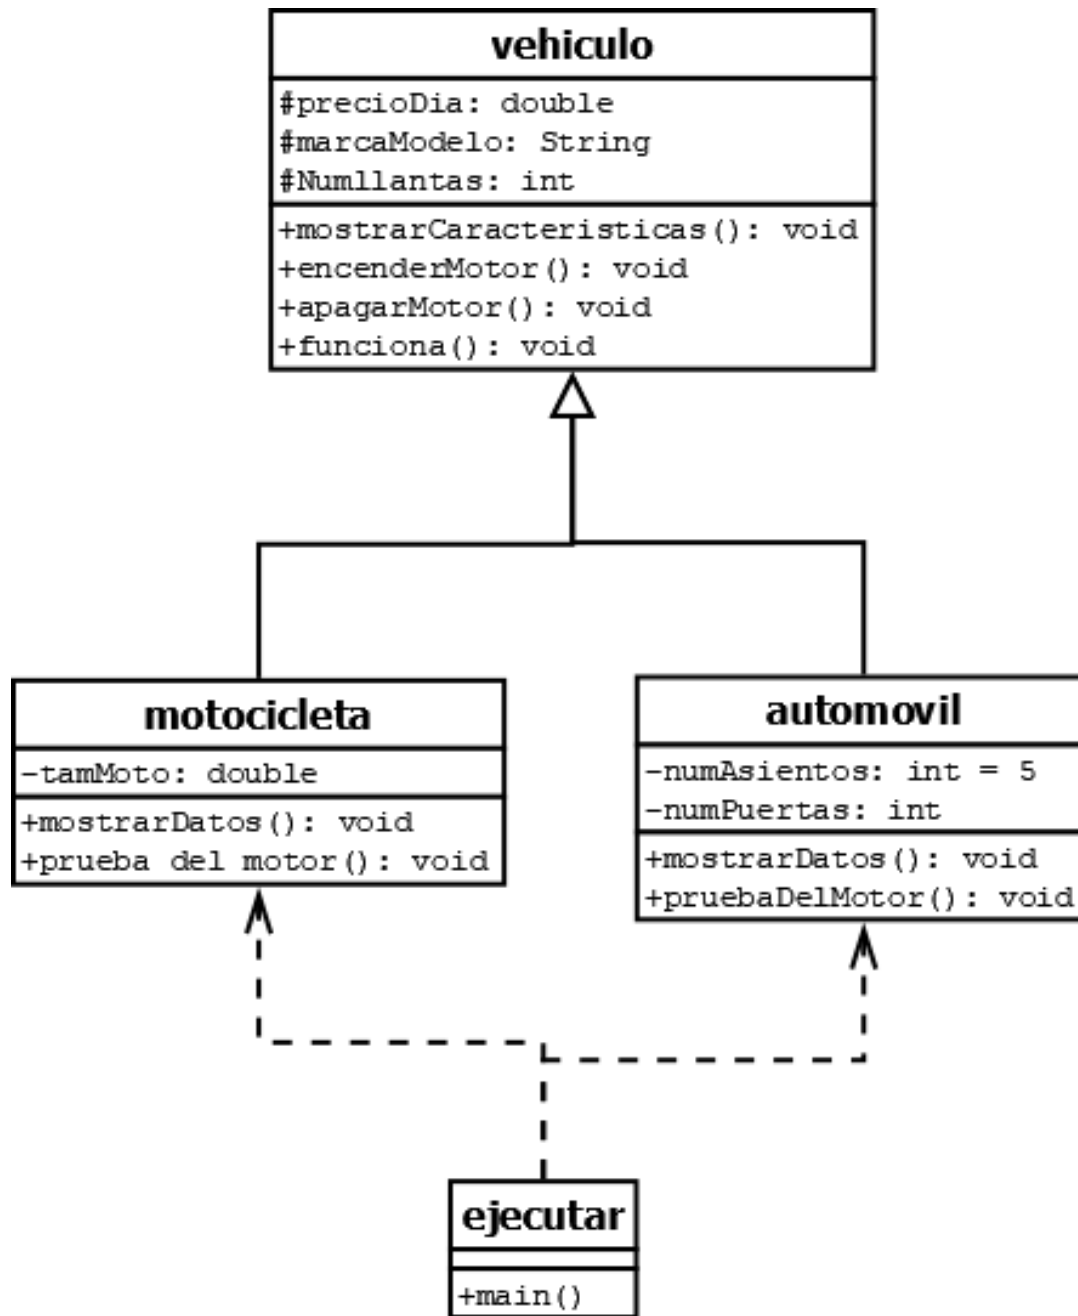 vehiculo
#precioDia: double
#marcaModelo: String
#Numllantas: int
+mostrarCaracteristicas(): void
+encenderMotor(): void
+apagarMotor(): void
+funciona(): void
motocicleta
-tamMoto: double
+mostrarDatos(): void
+prueba del motor(): void
automovil
-numAsientos: int = 5
-numPuertas: int
+mostrarDatos(): void
+pruebaDelMotor(): void
ejecutar
+main()